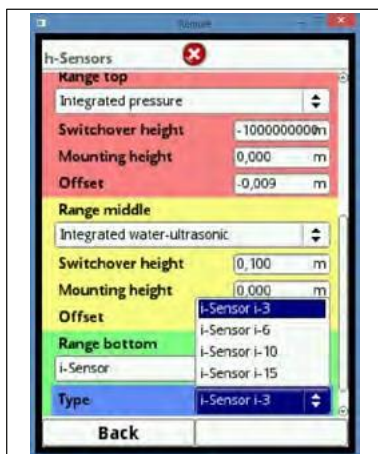 Remote
h-Sensors
Range top
Integrated pressure
Switchover height -1000000000m
Mounting height 0,000 m
Offset -0,009 m
Range middle
Integrated water-ultrasonic
Switchover height 0,100 m
Mounting height 0,000 m
Offset
i-Sensor i-3
i-Sensor i-6
i-Sensor i-10
i-Sensor i-15
Range bottom
i-Sensor
Type i-Sensor i-3
Back